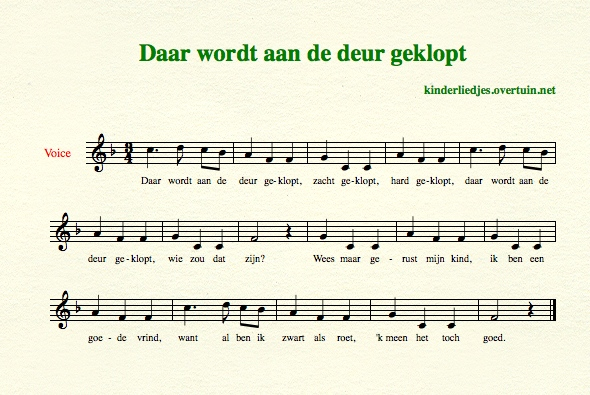 Daar wordt aan de deur geklopt
kinderliedjes.overtuin.net
Voice
3
4
Daar wordt aan de deur ge-klopt, zacht ge-klopt, hard ge-klopt, daar wordt aan de
deur ge-klopt, wie zou dat zijn? Wees maar ge - rust mijn kind, ik ben een
goe - de vrind, want al ben ik zwart als roet, 'k meen het toch goed.